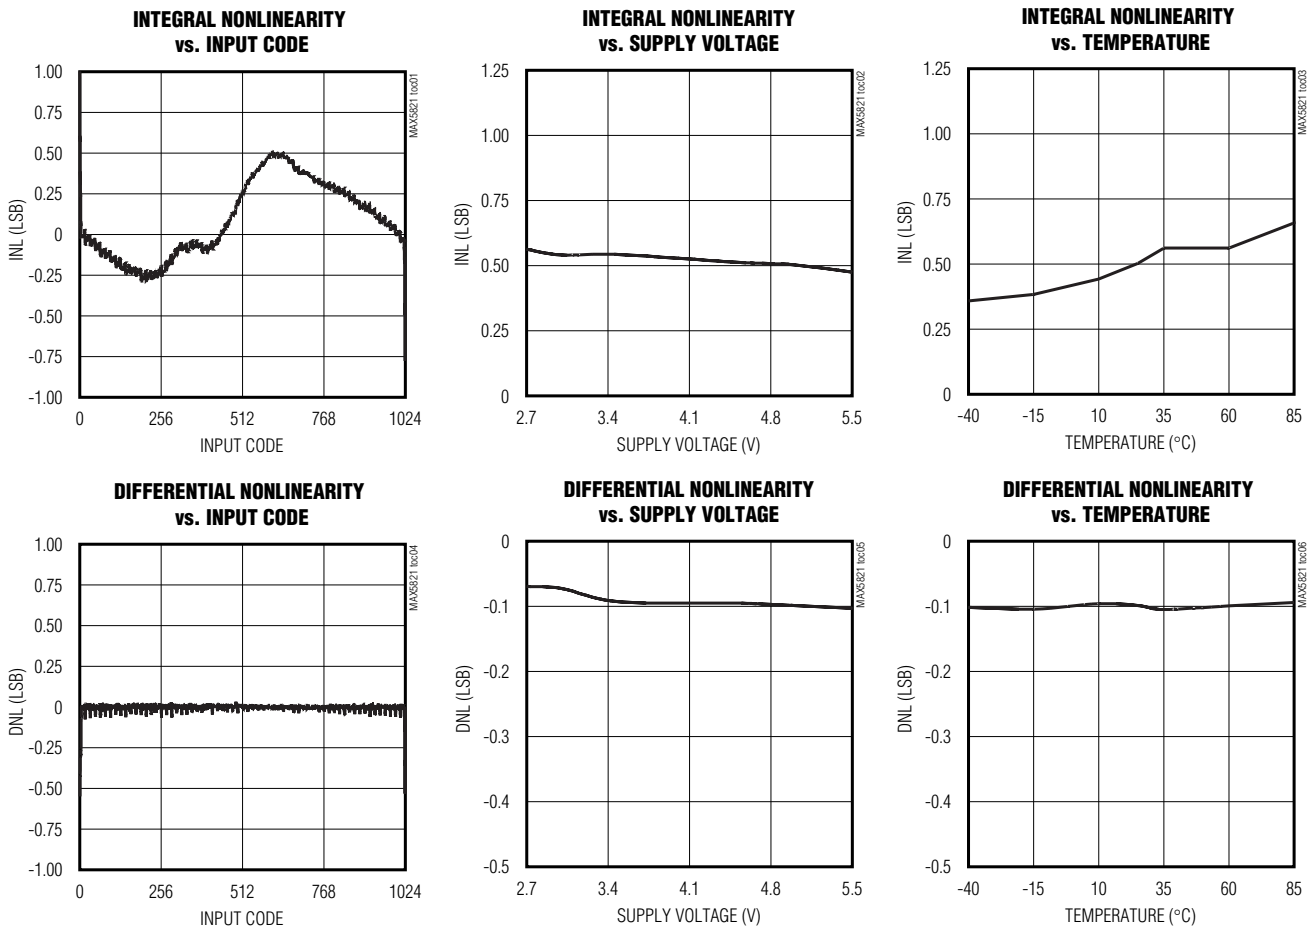 INTEGRAL NONLINEARITY
vs. INPUT CODE
1.00
0.75
0.50
0.25
0
-0.25
-0.50
-0.75
-1.00
INL (LSB)
0 256 512 768 1024
INPUT CODE
MAX5821 toc01
INTEGRAL NONLINEARITY
vs. SUPPLY VOLTAGE
1.25
1.00
0.75
0.50
0.25
0
INL (LSB)
2.7 3.4 4.1 4.8 5.5
SUPPLY VOLTAGE (V)
MAX5821 toc02
INTEGRAL NONLINEARITY
vs. TEMPERATURE
1.25
1.00
0.75
0.50
0.25
0
INL (LSB)
-40 -15 10 35 60 85
TEMPERATURE (°C)
MAX5821 toc03
DIFFERENTIAL NONLINEARITY
vs. INPUT CODE
1.00
0.75
0.50
0.25
0
-0.25
-0.50
-0.75
-1.00
DNL (LSB)
0 256 512 768 1024
INPUT CODE
MAX5821 toc04
DIFFERENTIAL NONLINEARITY
vs. SUPPLY VOLTAGE
0
-0.1
-0.2
-0.3
-0.4
-0.5
DNL (LSB)
2.7 3.4 4.1 4.8 5.5
SUPPLY VOLTAGE (V)
MAX5821 toc05
DIFFERENTIAL NONLINEARITY
vs. TEMPERATURE
0
-0.1
-0.2
-0.3
-0.4
-0.5
DNL (LSB)
-40 -15 10 35 60 85
TEMPERATURE (°C)
MAX5821 toc06